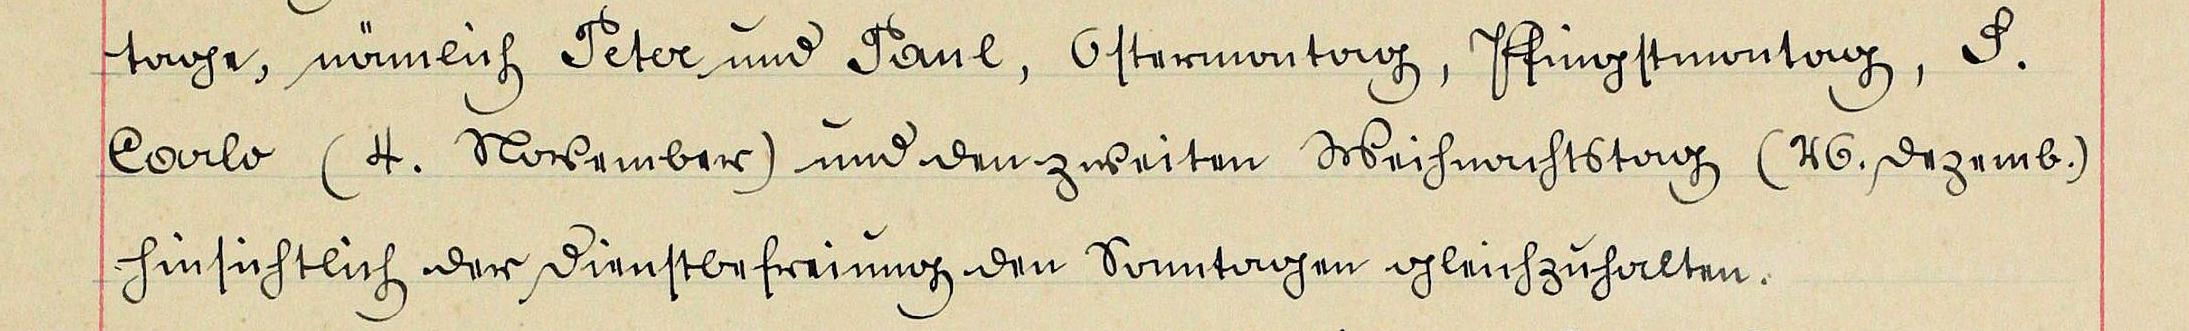 tage, nämlich Peter und Paul, Ostermontag, Pfingstmontag, S.
Carlo (4. November) und den zweiten Weihnachtstag (26. Dezemb.)
hinsichtlich der Dienstbefreiung den Sonntagen gleichzuhalten.